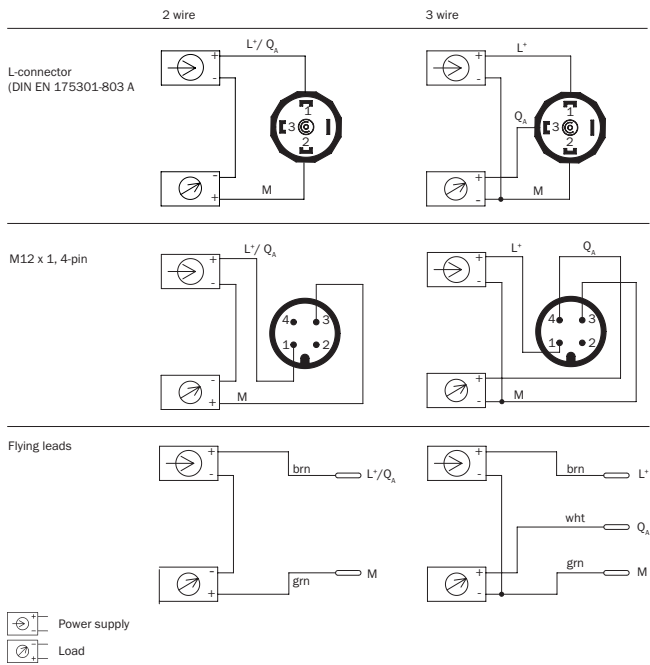 2 wire 3 wire
L⁺/ Q_A L⁺
L-connector
(DIN EN 175301-803 A
+ +
- -
1 1
Q_A
3 3
2 2
- +
+ M - M
M12 x 1, 4-pin
L⁺/ Q_A L⁺ Q_A
+ +
- -
4 3 4 3
1 2 1 2
- +
+ M - M
Flying leads
+ +
brn L⁺/Q_A brn L⁺
- -
wht Q_A
- + grn M
+ grn M -
+ - Power supply
- + Load